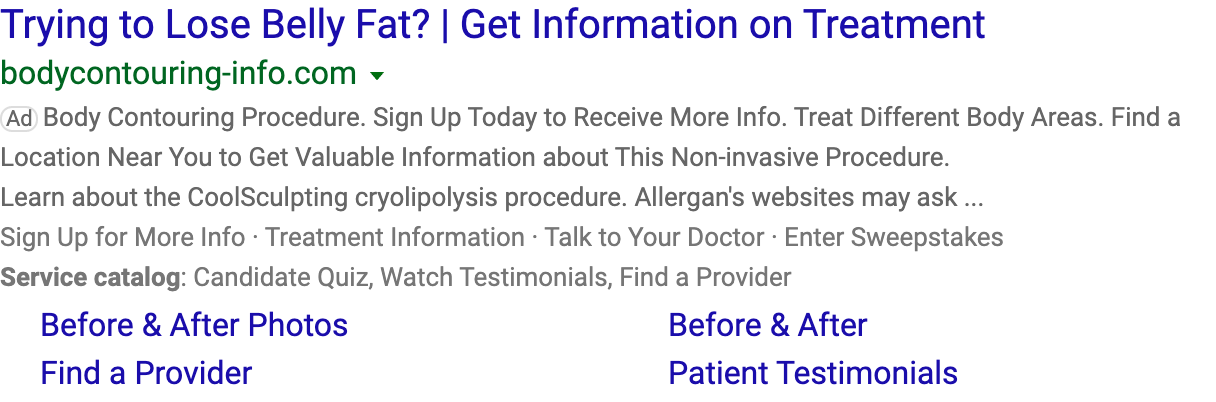 Trying to Lose Belly Fat? | Get Information on Treatment
bodycontouring-info.com
Ad Body Contouring Procedure. Sign Up Today to Receive More Info. Treat Different Body Areas. Find a
Location Near You to Get Valuable Information about This Non-invasive Procedure.
Learn about the CoolSculpting cryolipolysis procedure. Allergan's websites may ask ...
Sign Up for More Info · Treatment Information · Talk to Your Doctor · Enter Sweepstakes
Service catalog: Candidate Quiz, Watch Testimonials, Find a Provider
Before & After Photos
Before & After
Find a Provider
Patient Testimonials